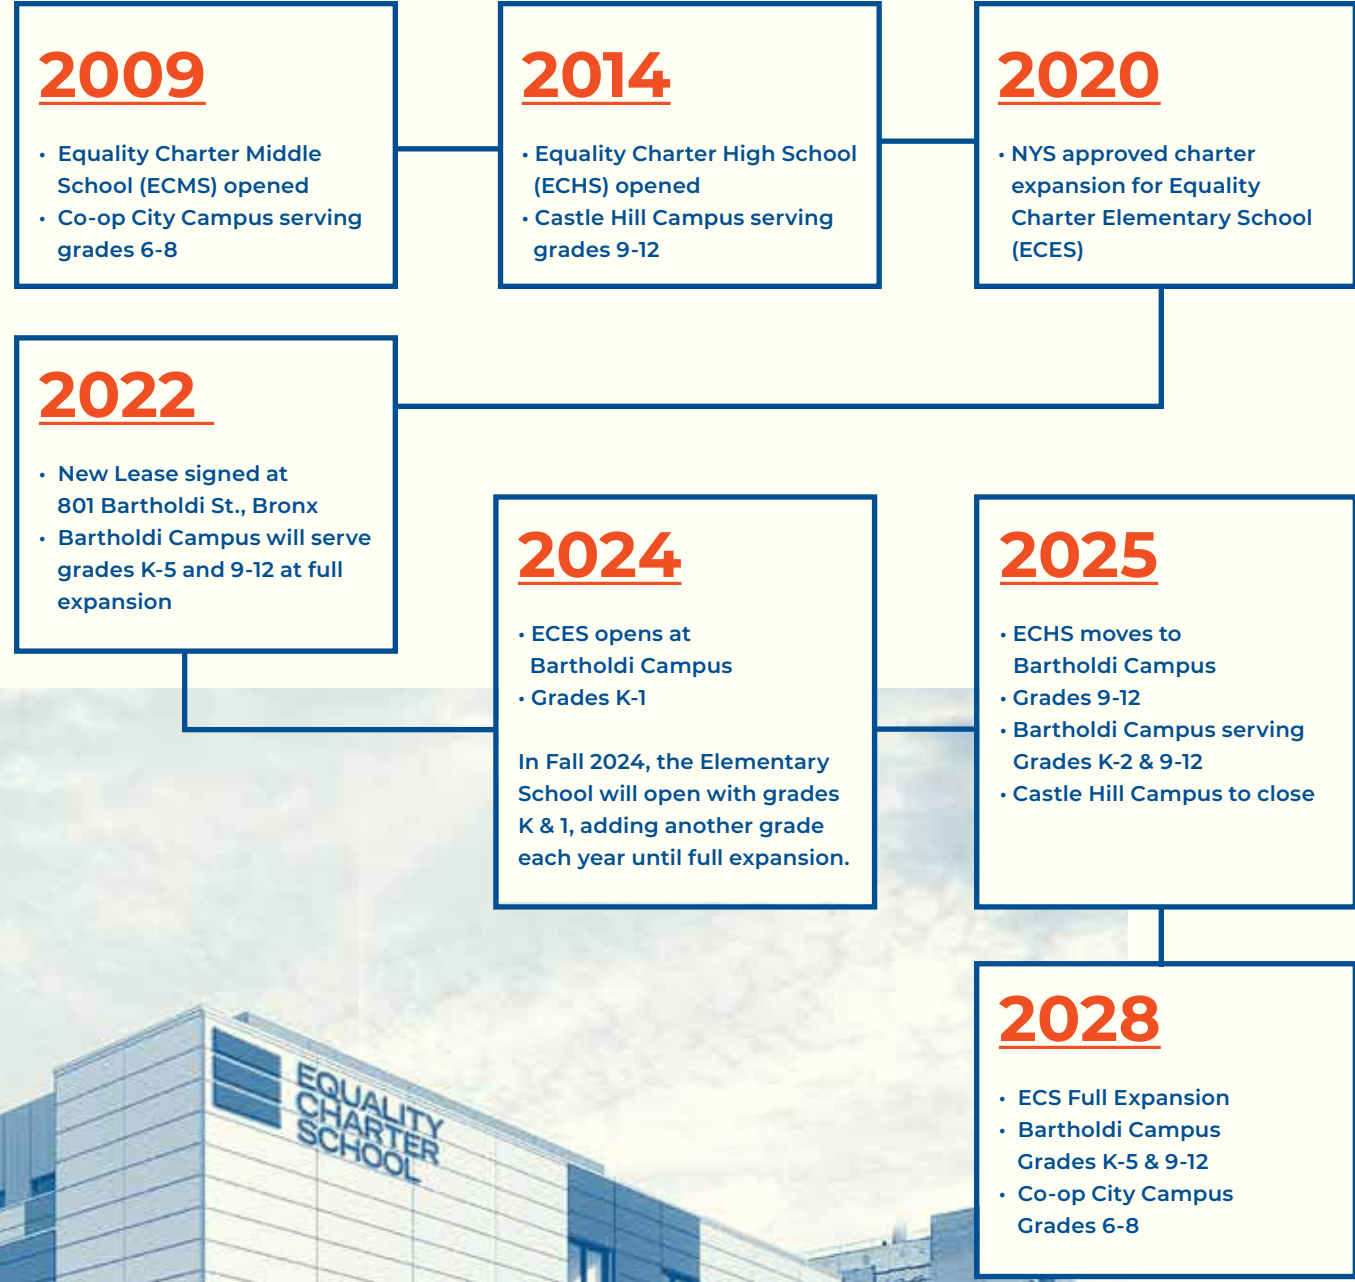 2009
• Equality Charter Middle
School (ECMS) opened
• Co-op City Campus serving
grades 6-8
2014
• Equality Charter High School
(ECHS) opened
• Castle Hill Campus serving
grades 9-12
2020
• NYS approved charter
expansion for Equality
Charter Elementary School
(ECES)
2022
• New Lease signed at
801 Bartholdi St., Bronx
• Bartholdi Campus will serve
grades K-5 and 9-12 at full
expansion
2024
• ECES opens at
Bartholdi Campus
• Grades K-1
In Fall 2024, the Elementary
School will open with grades
K & 1, adding another grade
each year until full expansion.
2025
• ECHS moves to
Bartholdi Campus
• Grades 9-12
• Bartholdi Campus serving
Grades K-2 & 9-12
• Castle Hill Campus to close
2028
• ECS Full Expansion
• Bartholdi Campus
Grades K-5 & 9-12
• Co-op City Campus
Grades 6-8
EQUALITY
CHARTER
SCHOOL